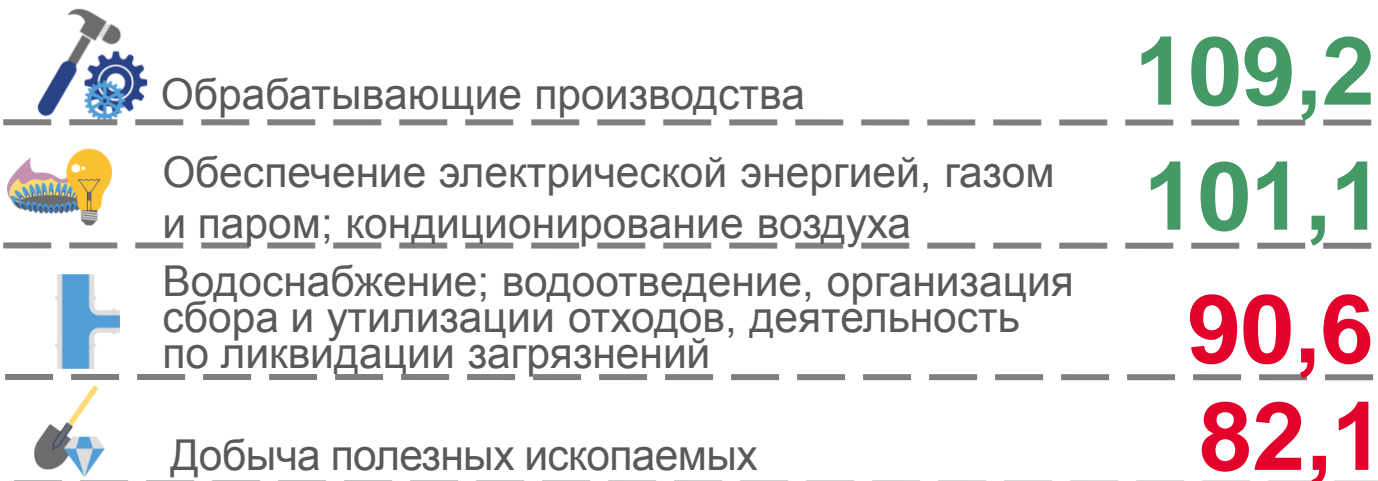 Обрабатывающие производства 109,2
Обеспечение электрической энергией, газом
и паром; кондиционирование воздуха 101,1
Водоснабжение; водоотведение, организация
сбора и утилизации отходов, деятельность
по ликвидации загрязнений 90,6
Добыча полезных ископаемых 82,1